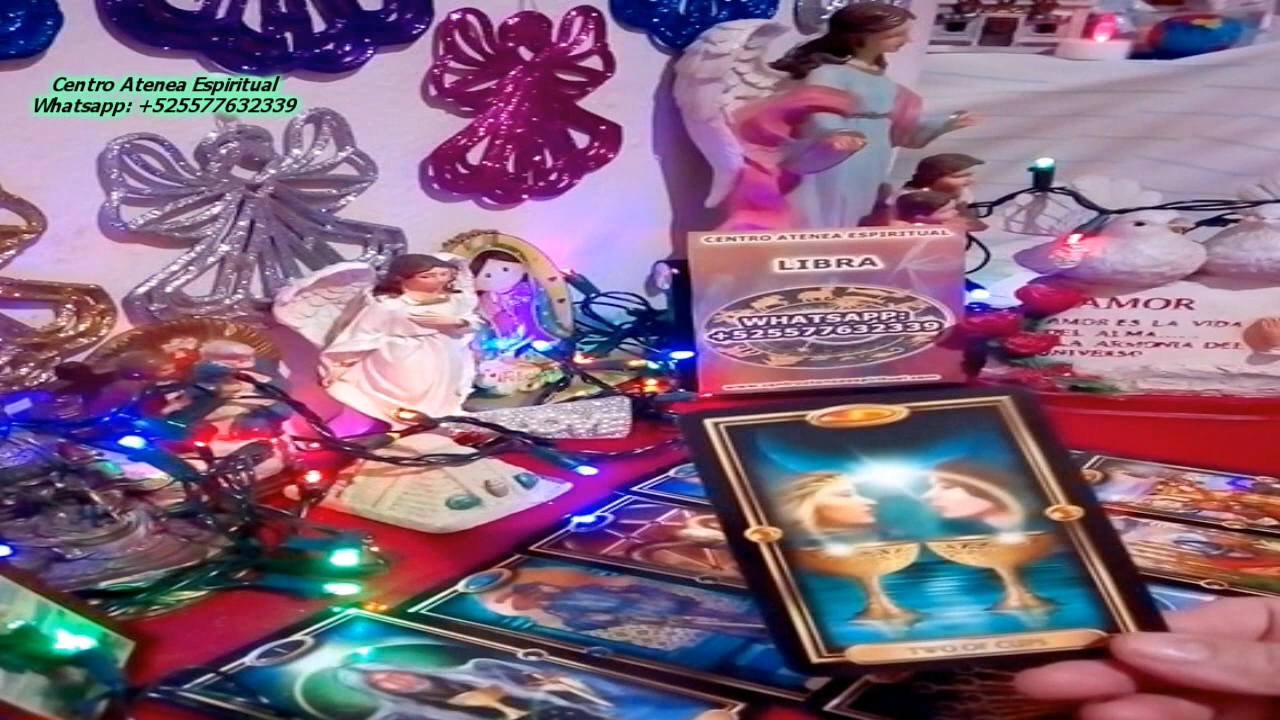 Centro Atenea Espiritual
Whatsapp: +525577632339
CENTRO ATENEA ESPIRITUAL
LIBRA
WHATSAPP:
+525577632339
AMOR
AMOR ES LA VIDA
DEL ALMA
LA ARMONIA DEL
UNIVERSO
TWO OF CUPS